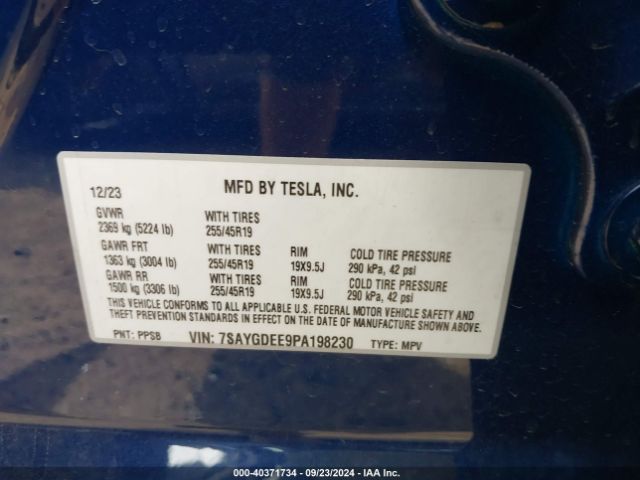 12/23 MFD BY TESLA, INC.
GVWR WITH TIRES
2369 kg (5224 lb) 255/45R19
GAWR FRT WITH TIRES RIM COLD TIRE PRESSURE
1363 kg (3004 lb) 255/45R19 19X9.5J 290 kPa, 42 psi
GAWR RR WITH TIRES RIM COLD TIRE PRESSURE
1500 kg (3306 lb) 255/45R19 19X9.5J 290 kPa, 42 psi
THIS VEHICLE CONFORMS TO ALL APPLICABLE U.S. FEDERAL MOTOR VEHICLE SAFETY AND
THEFT PREVENTION STANDARDS IN EFFECT ON THE DATE OF MANUFACTURE SHOWN ABOVE.
PNT: PPSB VIN: 7SAYGDEE9PA198230 TYPE: MPV
000-40371734 - 09/23/2024 - IAA Inc.